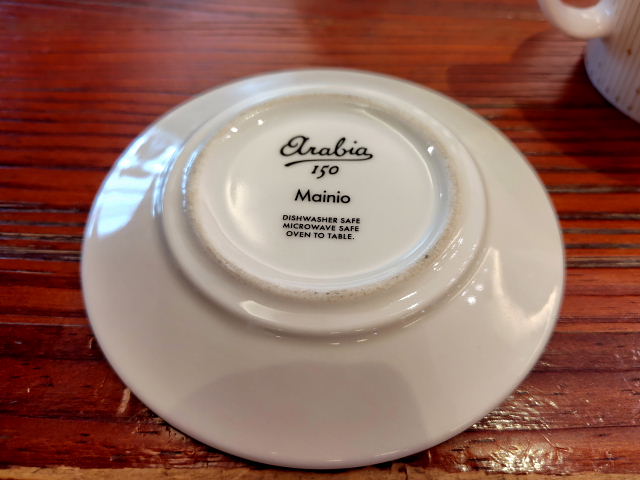 Arabia
150
Mainio
DISHWASHER SAFE
MICROWAVE SAFE
OVEN TO TABLE.